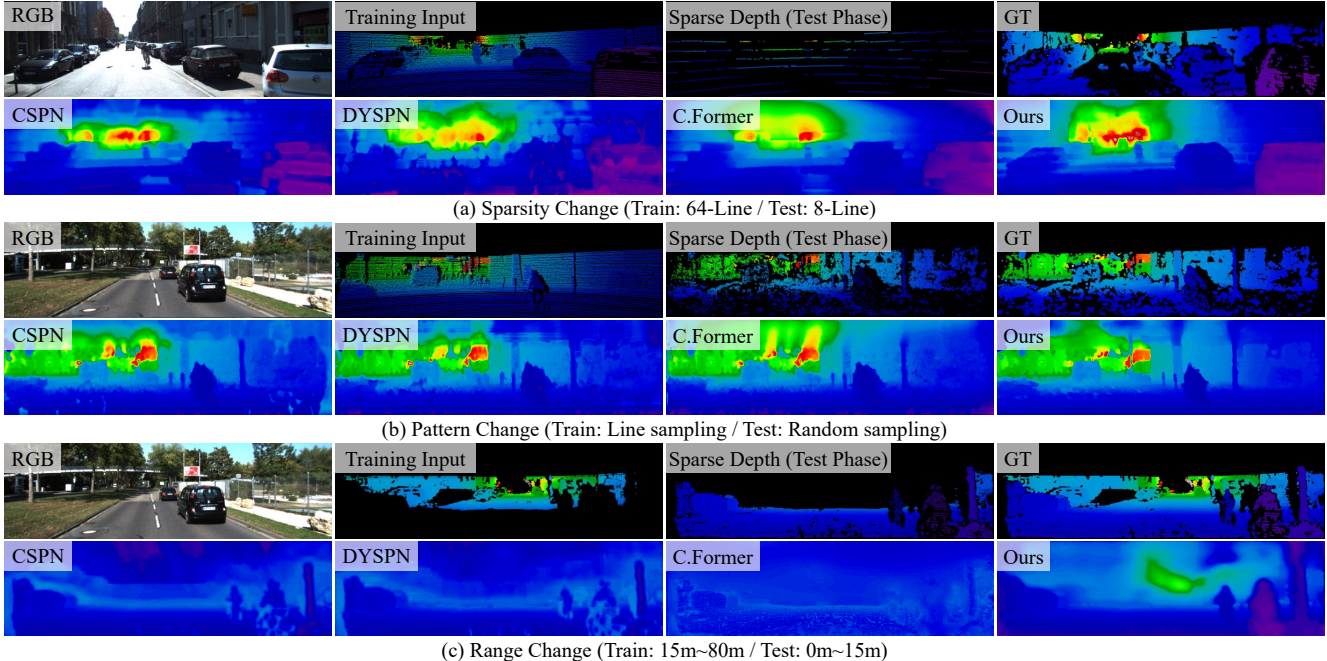 RGB Training Input Sparse Depth (Test Phase) GT
CSPN DYSPN C.Former Ours
(a) Sparsity Change (Train: 64-Line / Test: 8-Line)
RGB Training Input Sparse Depth (Test Phase) GT
CSPN DYSPN C.Former Ours
(b) Pattern Change (Train: Line sampling / Test: Random sampling)
RGB Training Input Sparse Depth (Test Phase) GT
CSPN DYSPN C.Former Ours
(c) Range Change (Train: 15m~80m / Test: 0m~15m)